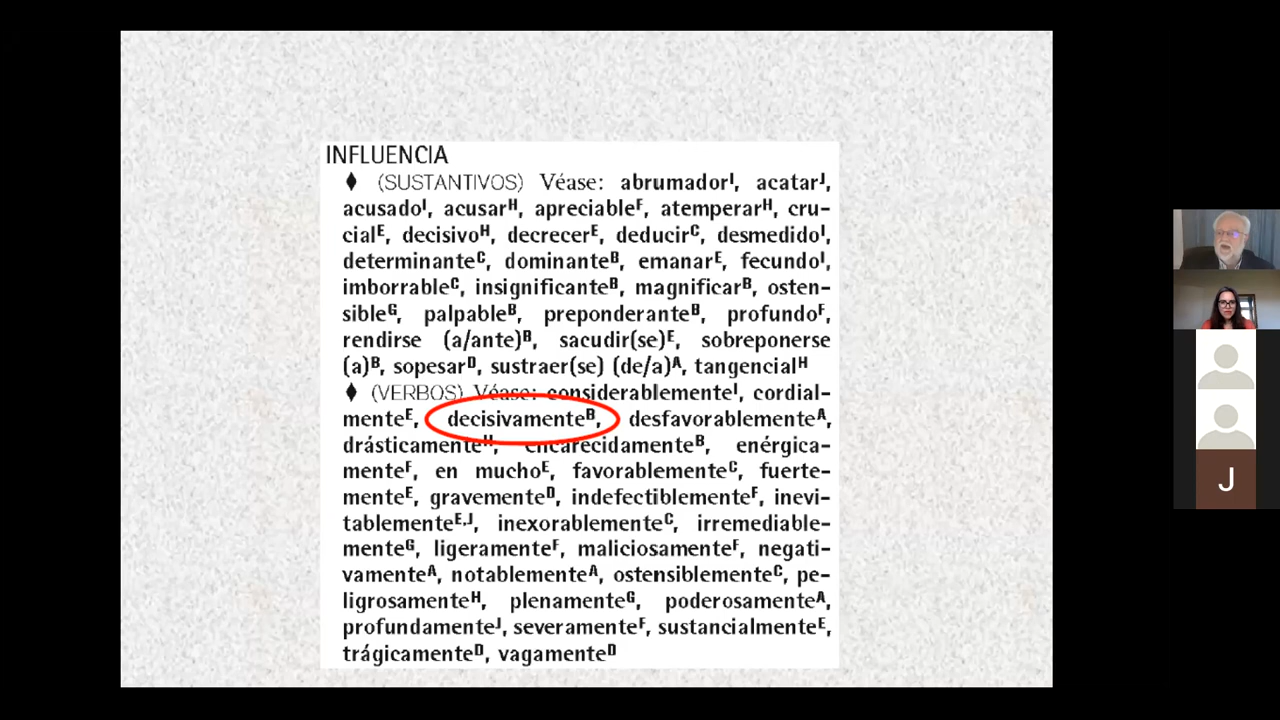 INFLUENCIA
♦ (SUSTANTIVOS) Véase: abrumadorᴵ, acatarᴶ,
acusadoᴵ, acusarᴴ, apreciableꟳ, atemperarᴴ, cru-
cialᴱ, decisivoᴴ, decrecerᴱ, deducirC, desmedidoᴵ,
determinanteC, dominanteᴮ, emanarᴱ, fecundoᴵ,
imborrableC, insignificanteᴮ, magnificarᴮ, osten-
sibleᴳ, palpableᴮ, preponderanteᴮ, profundoꟳ,
rendirse (a/ante)ᴮ, sacudir(se)ᴱ, sobreponerse
(a)ᴮ, sopesarᴰ, sustraer(se) (de/a)ᴬ, tangencialᴴ
♦ (VERBOS) Véase: considerablementeᴵ, cordial-
menteᴱ, decisivamenteᴮ, desfavorablementeᴬ,
drásticamenteᴴ, encarecidamenteᴮ, enérgica-
menteꟳ, en muchoᴱ, favorablementeC, fuerte-
menteᴱ, gravementeᴰ, indefectiblementeꟳ, inevi-
tablementeᴱ,ᴶ, inexorablementeC, irremediable-
menteᴳ, ligeramenteꟳ, maliciosamenteꟳ, negati-
vamenteᴬ, notablementeᴬ, ostensiblementeC, pe-
ligrosamenteᴴ, plenamenteᴳ, poderosamenteᴬ,
profundamenteᴶ, severamenteꟳ, sustancialmenteᴱ,
trágicamenteᴰ, vagamenteᴰ
J